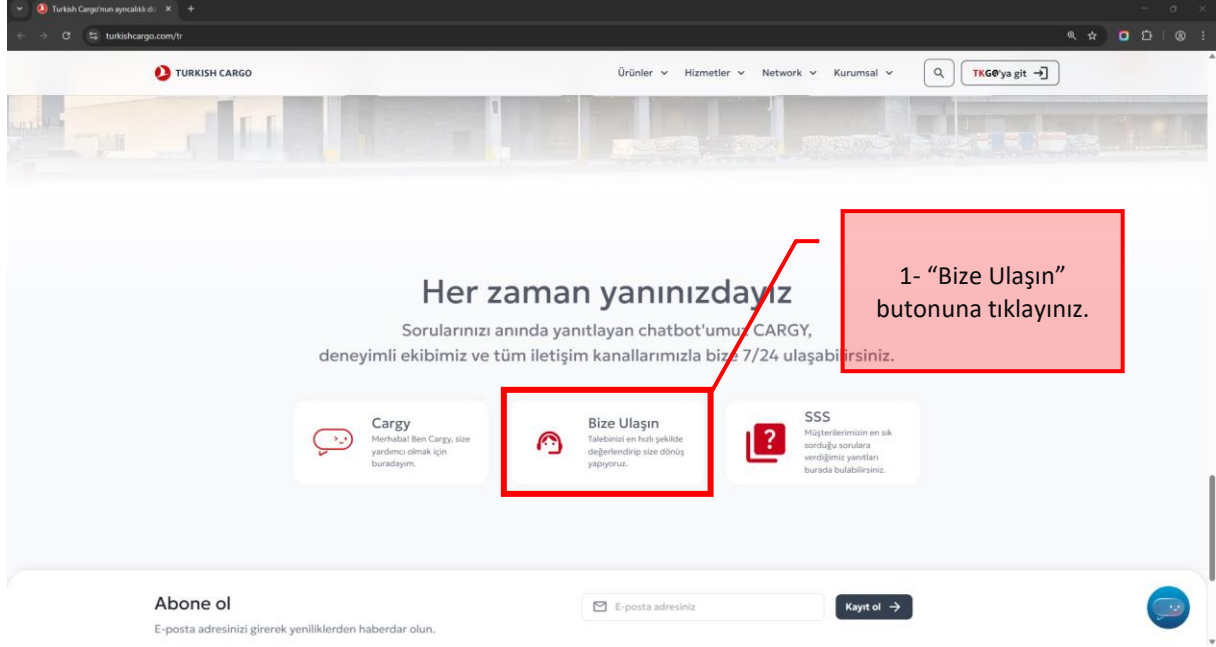 Turkish Cargo'nun ayrıcalıklı dü
turkishcargo.com/tr
TURKISH CARGO
Ürünler
Hizmetler
Network
Kurumsal
TKGO'ya git
1- “Bize Ulaşın”
butonuna tıklayınız.
Her zaman yanınızdayız
Sorularınızı anında yanıtlayan chatbot'umuz CARGY,
deneyimli ekibimiz ve tüm iletişim kanallarımızla bize 7/24 ulaşabilirsiniz.
Cargy
Merhaba! Ben Cargy, size
yardımcı olmak için
buradayım.
Bize Ulaşın
Talebinizi en hızlı şekilde
değerlendirip size dönüş
yapıyoruz.
SSS
Müşterilerimizin en sık
sorduğu sorulara
verdiğimiz yanıtları
burada bulabilirsiniz.
Abone ol
E-posta adresinizi girerek yeniliklerden haberdar olun.
E-posta adresiniz
Kayıt ol